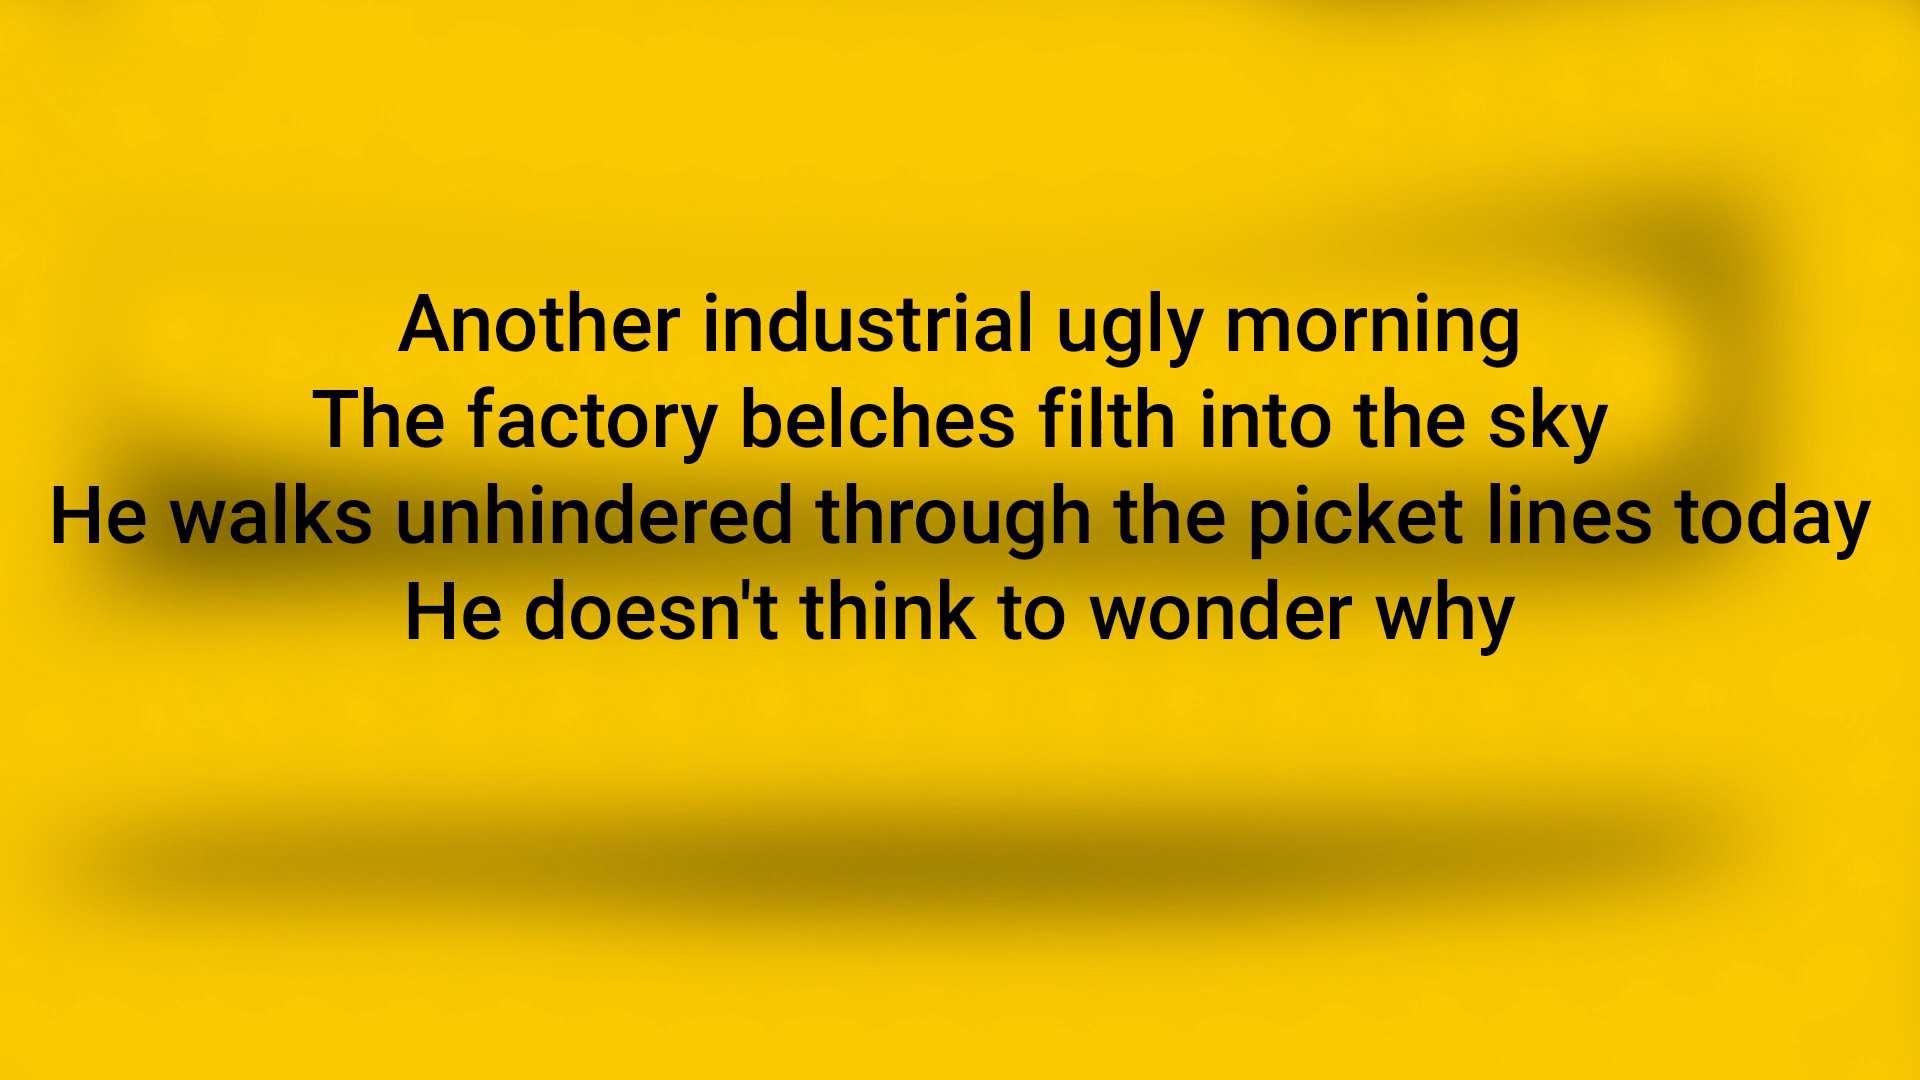 Another industrial ugly morning
The factory belches filth into the sky
He walks unhindered through the picket lines today
He doesn't think to wonder why